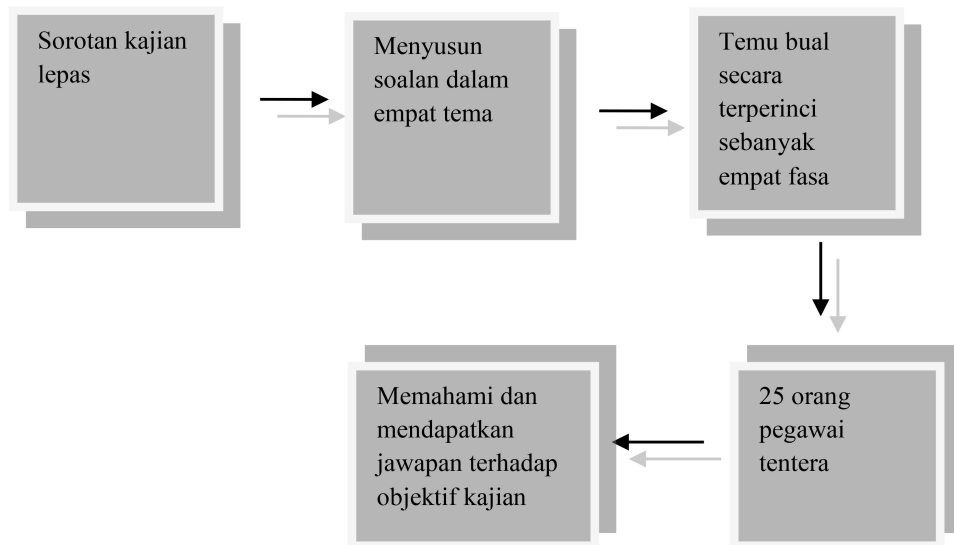 Sorotan kajian
lepas
Menyusun
soalan dalam
empat tema
Temu bual
secara
terperinci
sebanyak
empat fasa
25 orang
pegawai
tentera
Memahami dan
mendapatkan
jawapan terhadap
objektif kajian